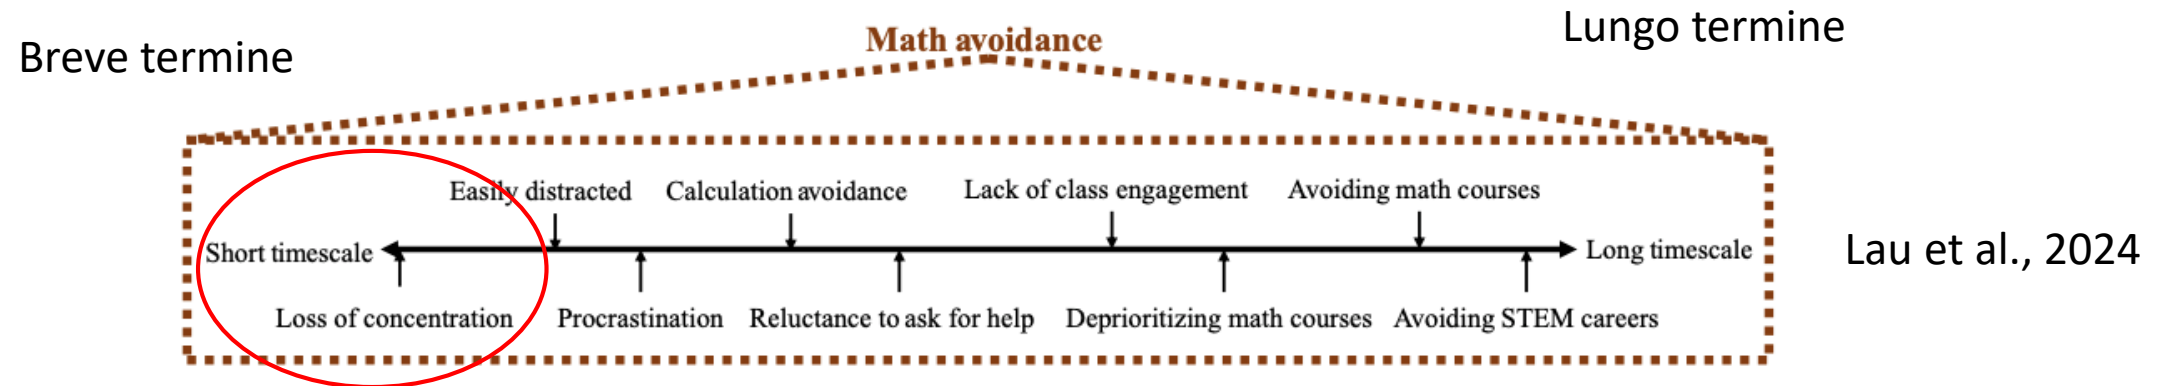 Breve termine
Math avoidance
Lungo termine
Easily distracted
Calculation avoidance
Lack of class engagement
Avoiding math courses
Short timescale
Long timescale
Lau et al., 2024
Loss of concentration
Procrastination
Reluctance to ask for help
Deprioritizing math courses
Avoiding STEM careers